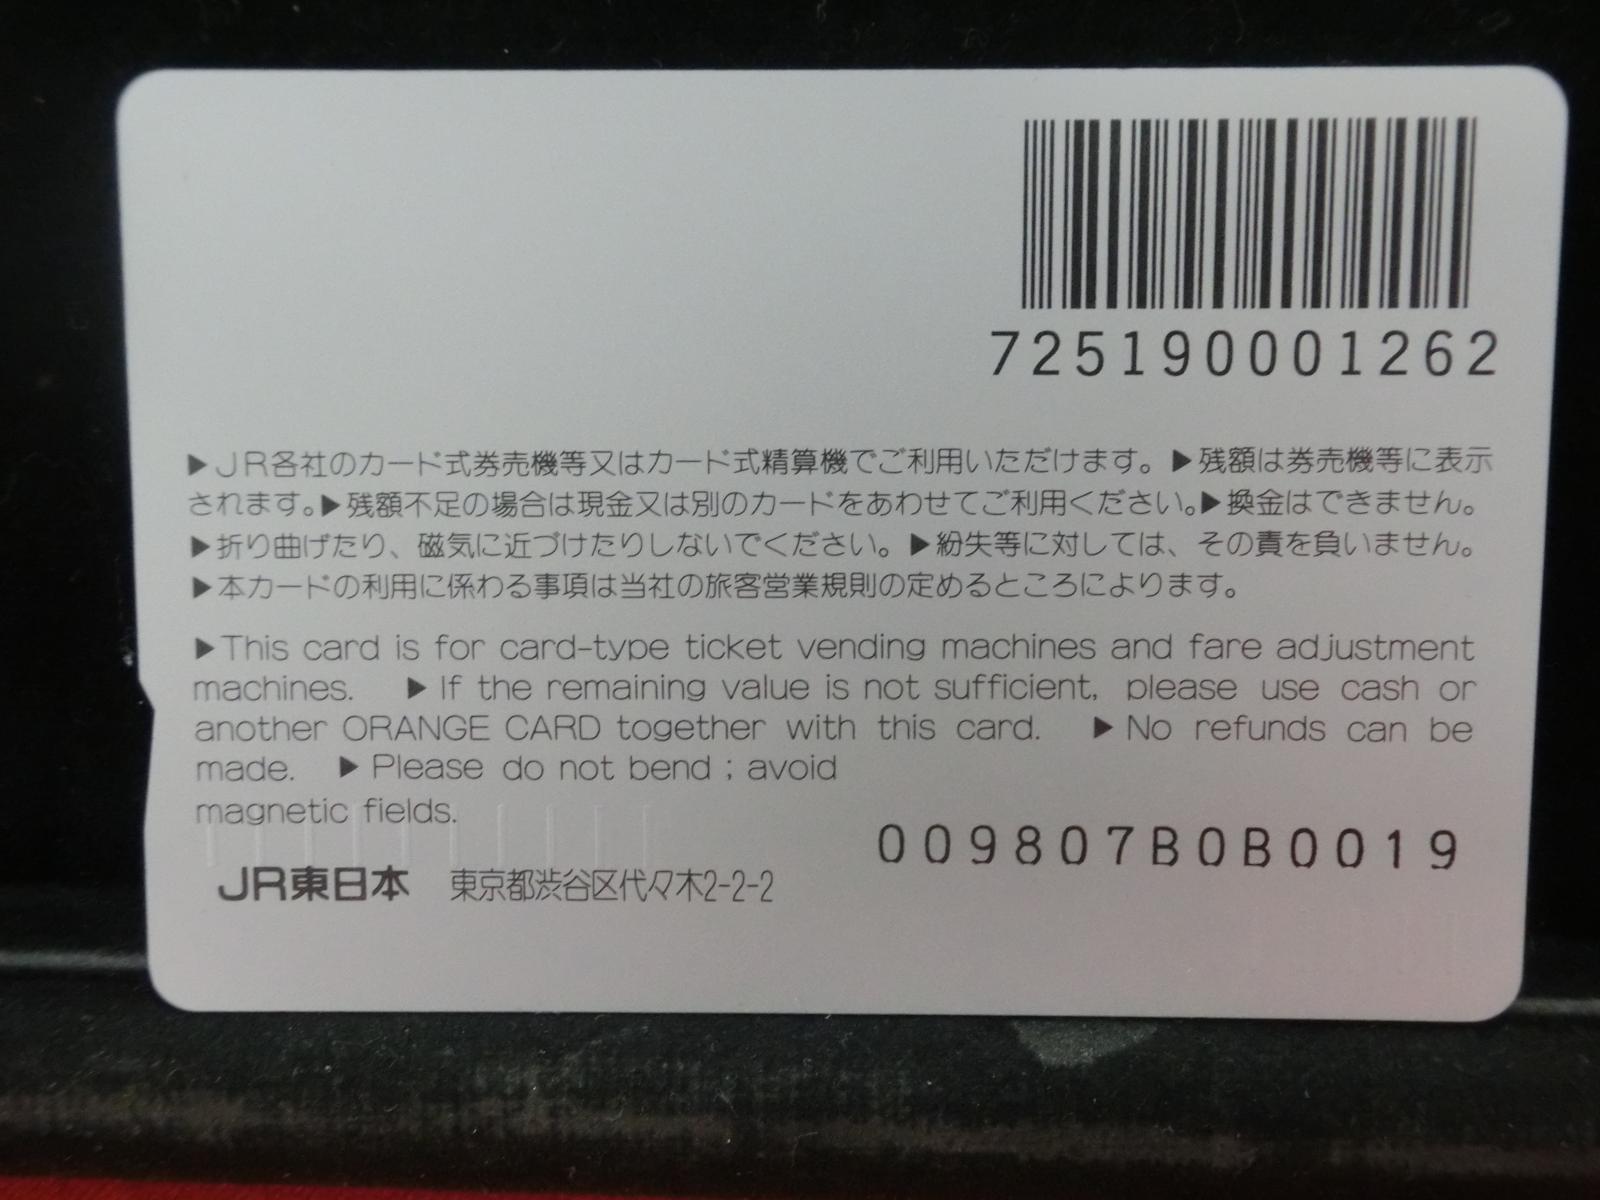 725190001262
▶JR各社のカード式券売機等又はカード式精算機でご利用いただけます。▶残額は券売機等に表示
されます。▶残額不足の場合は現金又は別のカードをあわせてご利用ください。▶換金はできません。
▶折り曲げたり、磁気に近づけたりしないでください。▶紛失等に対しては、その責を負いません。
▶本カードの利用に係わる事項は当社の旅客営業規則の定めるところによります。
▶This card is for card-type ticket vending machines and fare adjustment
machines. ▶If the remaining value is not sufficient, please use cash or
another ORANGE CARD together with this card. ▶No refunds can be
made. ▶Please do not bend ; avoid
magnetic fields.
009807B0B0019
JR東日本 東京都渋谷区代々木2-2-2